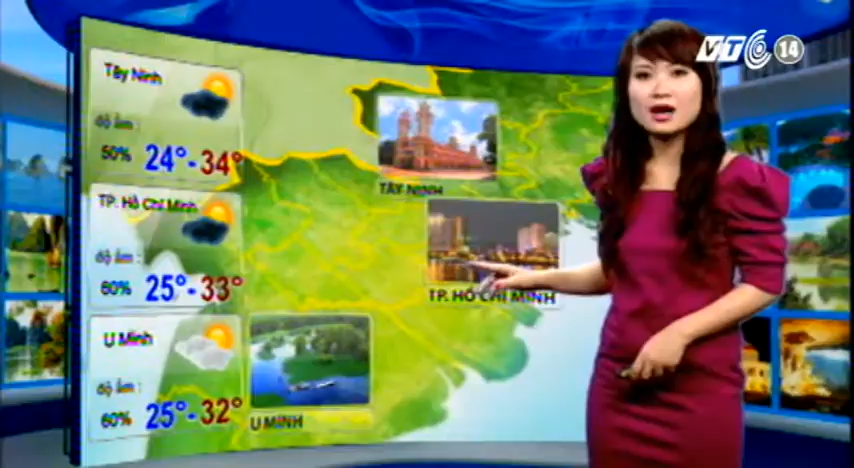 VTC 14
Tây Ninh
độ ẩm :
50% 24°-34°
TÂY NINH
TP. Hồ Chí Minh
độ ẩm :
60% 25°-33°
TP. HỒ CHÍ MINH
U Minh
độ ẩm :
60% 25°-32°
U MINH